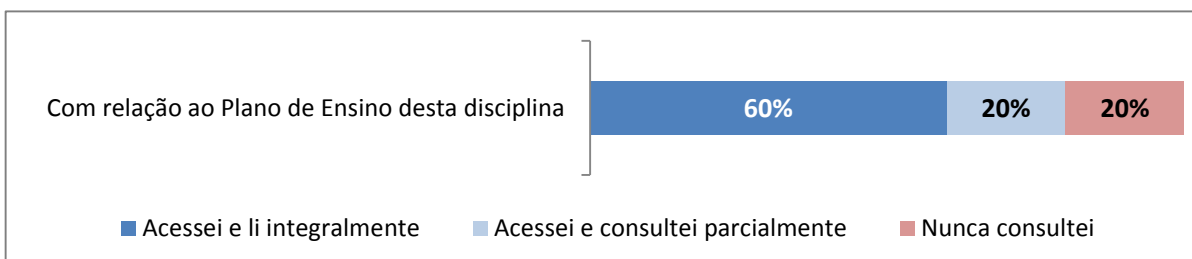 Com relação ao Plano de Ensino desta disciplina
60% 20% 20%
Acessei e li integralmente Acessei e consultei parcialmente Nunca consultei